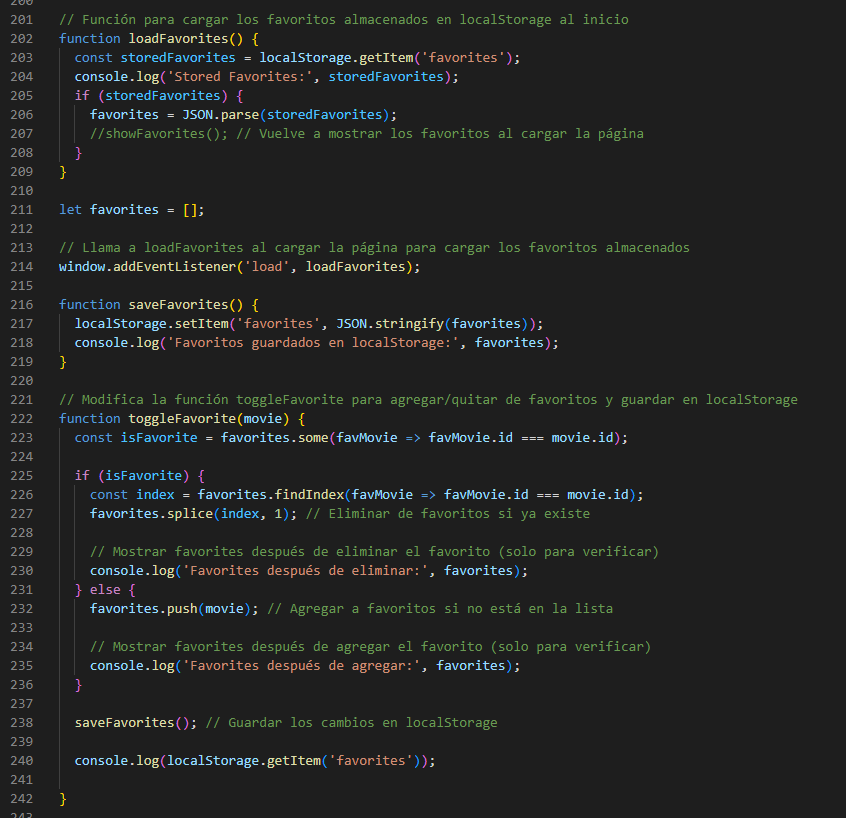 200
201 // Función para cargar los favoritos almacenados en localStorage al inicio
202 function loadFavorites() {
203   const storedFavorites = localStorage.getItem('favorites');
204   console.log('Stored Favorites:', storedFavorites);
205   if (storedFavorites) {
206     favorites = JSON.parse(storedFavorites);
207     //showFavorites(); // Vuelve a mostrar los favoritos al cargar la página
208   }
209 }
210
211 let favorites = [];
212
213 // Llama a loadFavorites al cargar la página para cargar los favoritos almacenados
214 window.addEventListener('load', loadFavorites);
215
216 function saveFavorites() {
217   localStorage.setItem('favorites', JSON.stringify(favorites));
218   console.log('Favoritos guardados en localStorage:', favorites);
219 }
220
221 // Modifica la función toggleFavorite para agregar/quitar de favoritos y guardar en localStorage
222 function toggleFavorite(movie) {
223   const isFavorite = favorites.some(favMovie => favMovie.id === movie.id);
224
225   if (isFavorite) {
226     const index = favorites.findIndex(favMovie => favMovie.id === movie.id);
227     favorites.splice(index, 1); // Eliminar de favoritos si ya existe
228
229     // Mostrar favorites después de eliminar el favorito (solo para verificar)
230     console.log('Favorites después de eliminar:', favorites);
231   } else {
232     favorites.push(movie); // Agregar a favoritos si no está en la lista
233
234     // Mostrar favorites después de agregar el favorito (solo para verificar)
235     console.log('Favorites después de agregar:', favorites);
236   }
237
238   saveFavorites(); // Guardar los cambios en localStorage
239
240   console.log(localStorage.getItem('favorites'));
241
242 }
243